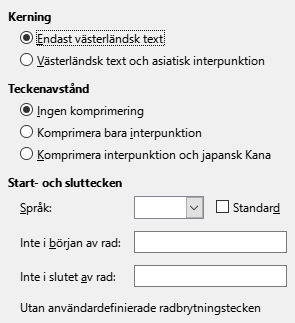 Kerning
Endast västerländsk text
Västerländsk text och asiatisk interpunktion
Teckenavstånd
Ingen komprimering
Komprimera bara interpunktion
Komprimera interpunktion och japansk Kana
Start- och sluttecken
Språk: Standard
Inte i början av rad:
Inte i slutet av rad:
Utan användardefinierade radbrytningstecken